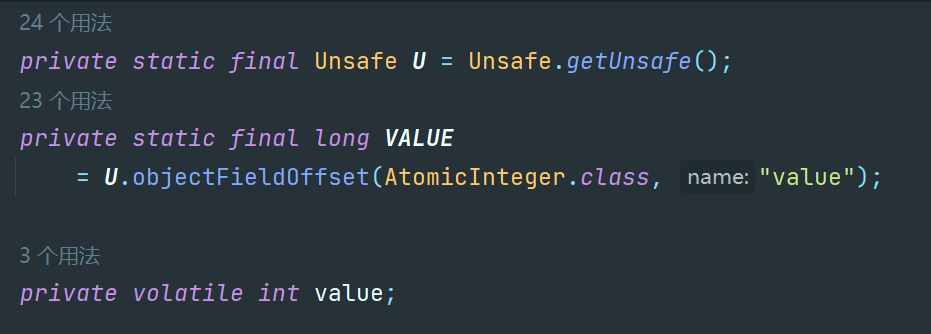 24 个用法
private static final Unsafe U = Unsafe.getUnsafe();
23 个用法
private static final long VALUE
= U.objectFieldOffset(AtomicInteger.class, name: "value");
3 个用法
private volatile int value;